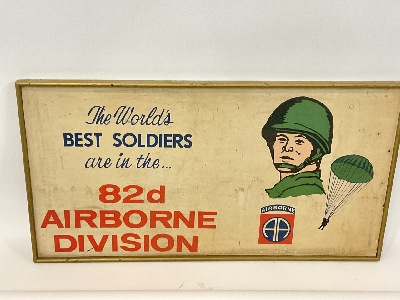 The World's
BEST SOLDIERS
are in the...
82d
AIRBORNE
DIVISION
AIRBORNE
AA